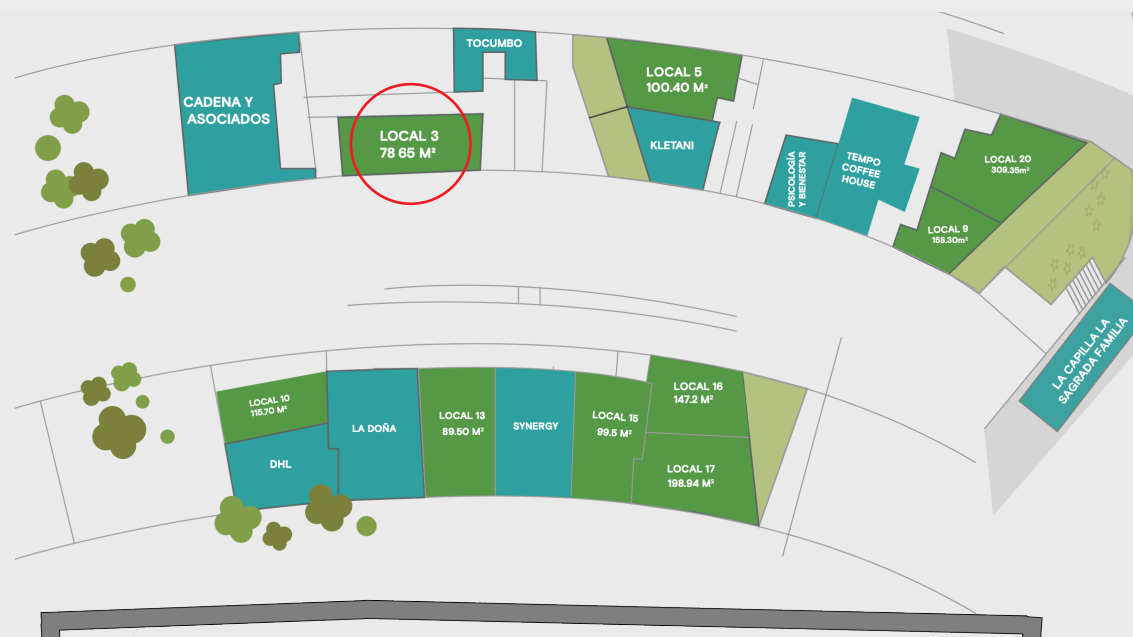 CADENA Y
ASOCIADOS
LOCAL 3
78 65 M²
TOCUMBO
LOCAL 5
100.40 M²
KLETANI
PSICOLOGÍA
Y BIENESTAR
TEMPO
COFFEE
HOUSE
LOCAL 20
309.35m²
LOCAL 9
158.30m²
LA CAPILLA LA
SAGRADA FAMILIA
LOCAL 10
115.70 M²
DHL
LA DOÑA
LOCAL 13
89.50 M²
SYNERGY
LOCAL 15
99.5 M²
LOCAL 16
147.2 M²
LOCAL 17
198.94 M²